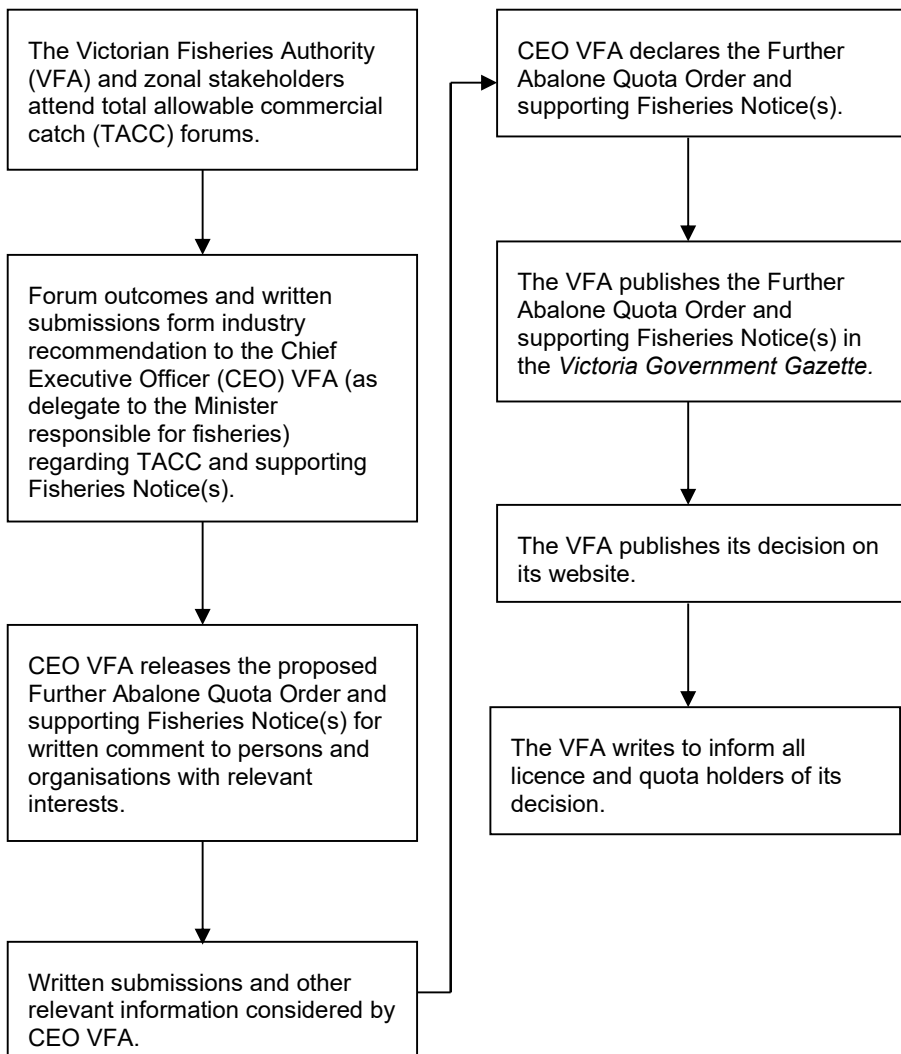 The Victorian Fisheries Authority
(VFA) and zonal stakeholders
attend total allowable commercial
catch (TACC) forums.
Forum outcomes and written
submissions form industry
recommendation to the Chief
Executive Officer (CEO) VFA (as
delegate to the Minister
responsible for fisheries)
regarding TACC and supporting
Fisheries Notice(s).
CEO VFA releases the proposed
Further Abalone Quota Order and
supporting Fisheries Notice(s) for
written comment to persons and
organisations with relevant
interests.
Written submissions and other
relevant information considered by
CEO VFA.
CEO VFA declares the Further
Abalone Quota Order and
supporting Fisheries Notice(s).
The VFA publishes the Further
Abalone Quota Order and
supporting Fisheries Notice(s) in
the Victoria Government Gazette.
The VFA publishes its decision on
its website.
The VFA writes to inform all
licence and quota holders of its
decision.